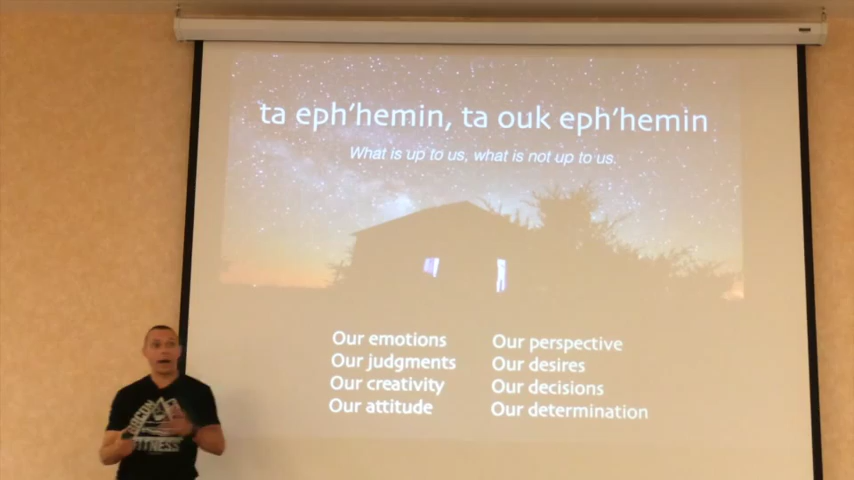 ta eph'hemin, ta ouk eph'hemin
What is up to us, what is not up to us.
Our emotions
Our judgments
Our creativity
Our attitude
Our perspective
Our desires
Our decisions
Our determination
FITNESS